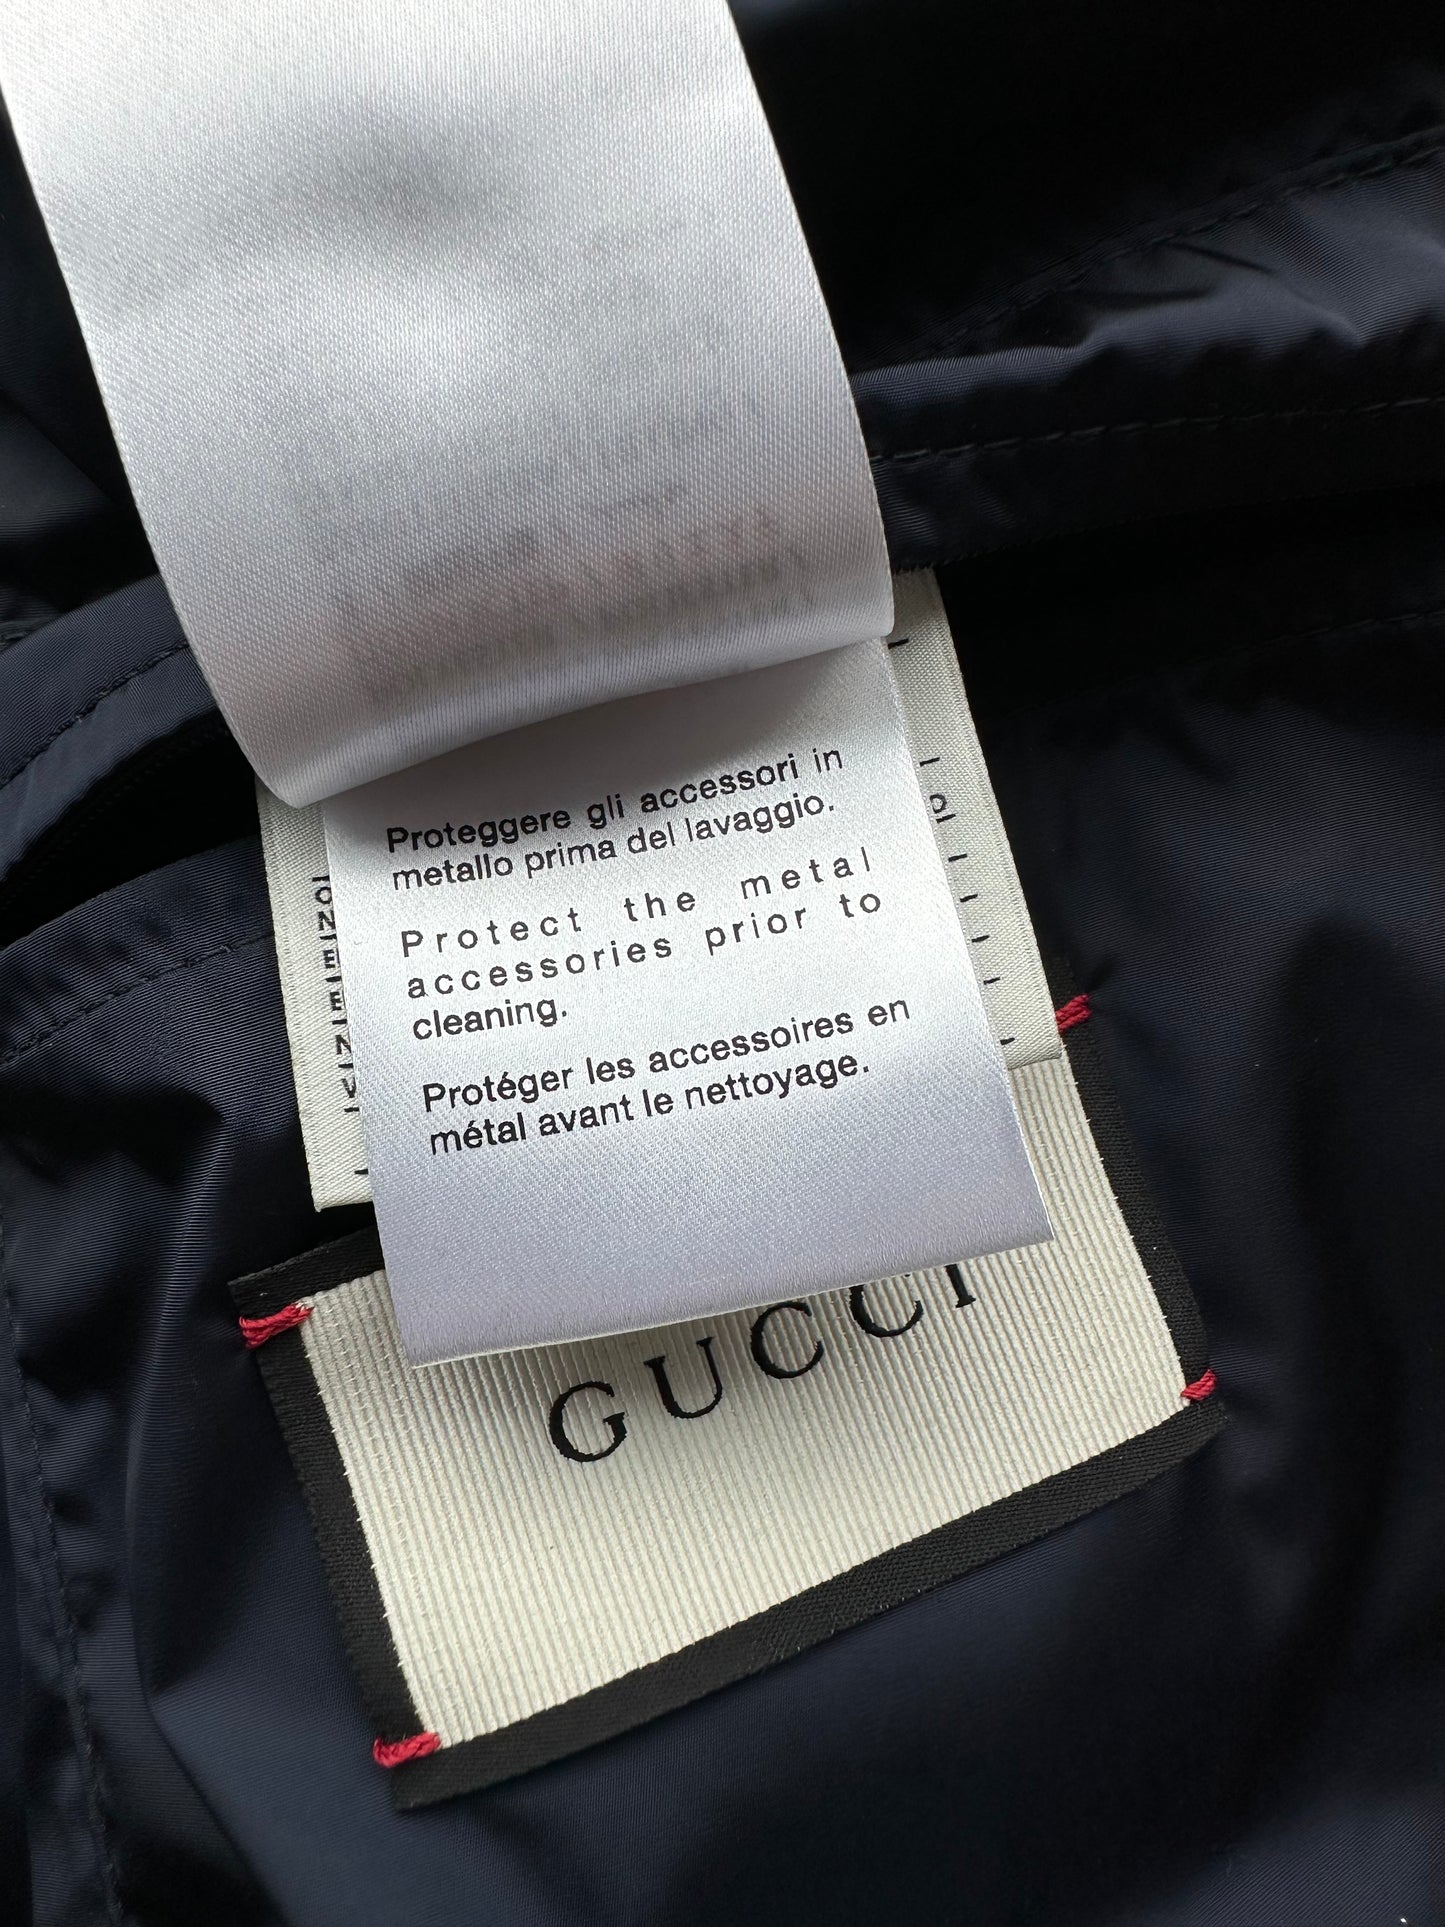 Proteggere gli accessori in
metallo prima del lavaggio.
Protect the metal
accessories prior to
cleaning.
Protéger les accessoires en
métal avant le nettoyage.
GUCCI